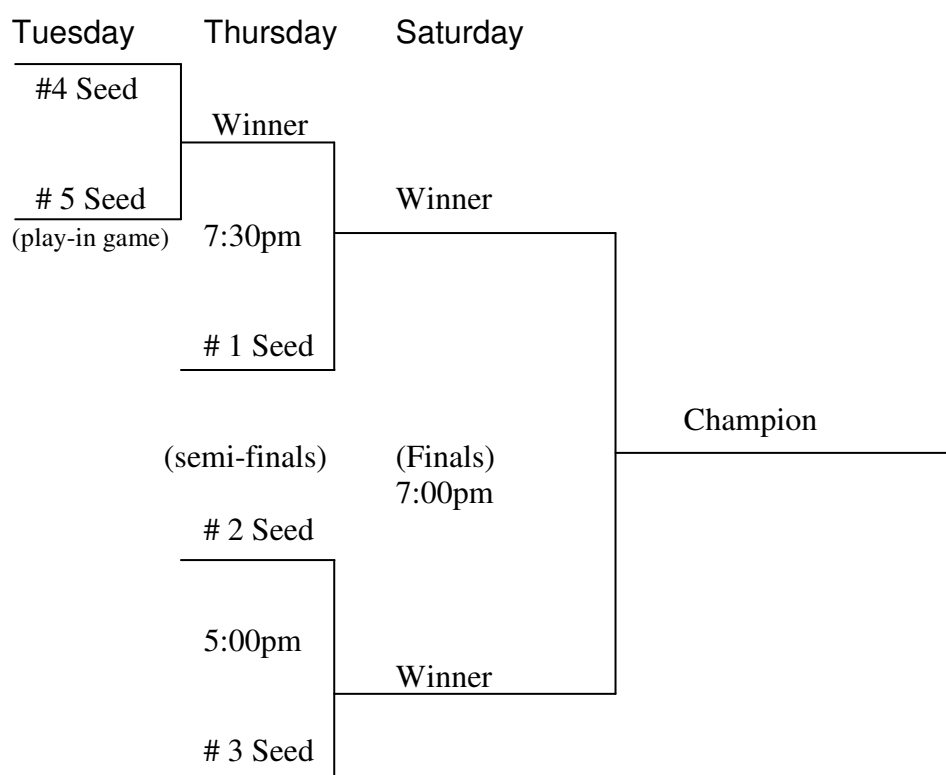 Tuesday Thursday Saturday
#4 Seed
Winner
# 5 Seed
Winner
(play-in game)
7:30pm
# 1 Seed
Champion
(semi-finals)
(Finals)
7:00pm
# 2 Seed
5:00pm
Winner
# 3 Seed